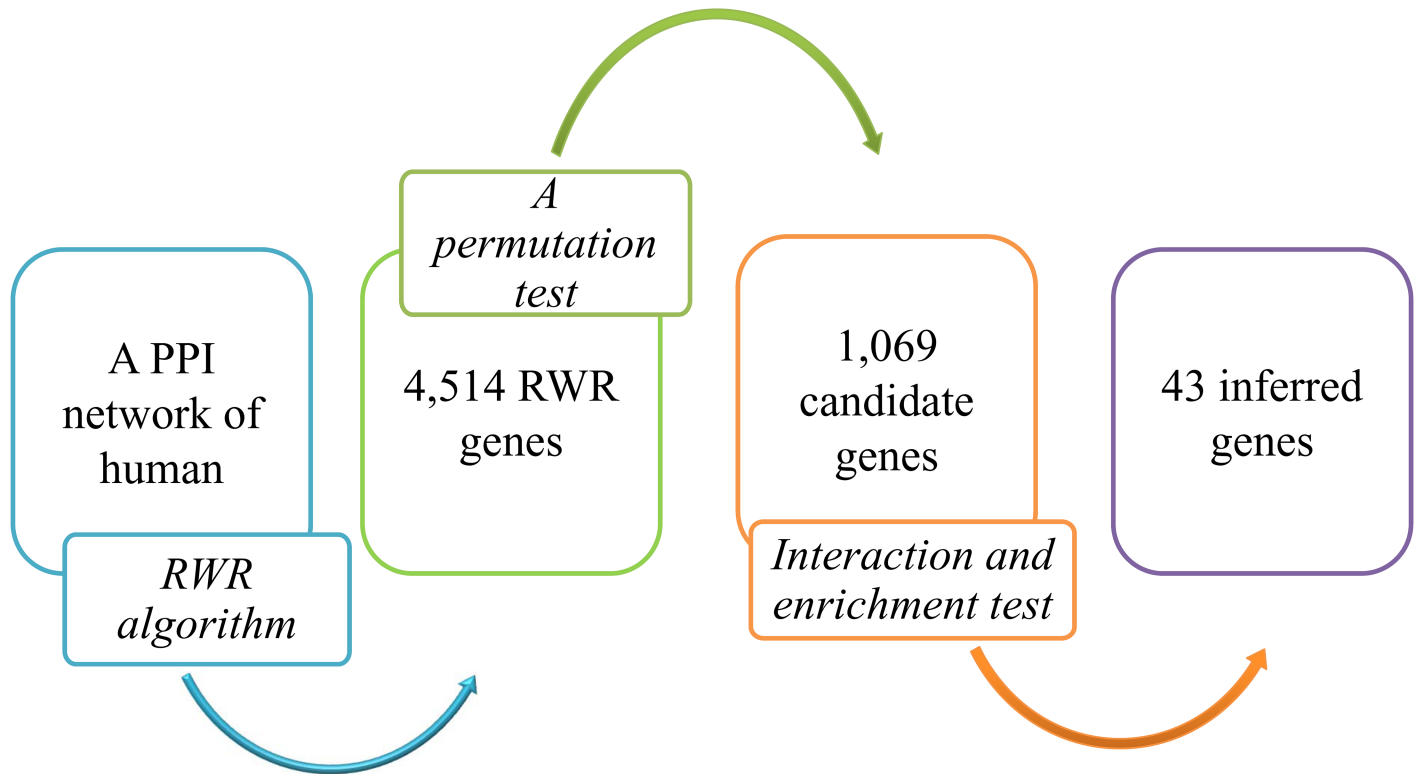 A PPI
network of
human
RWR
algorithm
A
permutation
test
4,514 RWR
genes
1,069
candidate
genes
Interaction and
enrichment test
43 inferred
genes